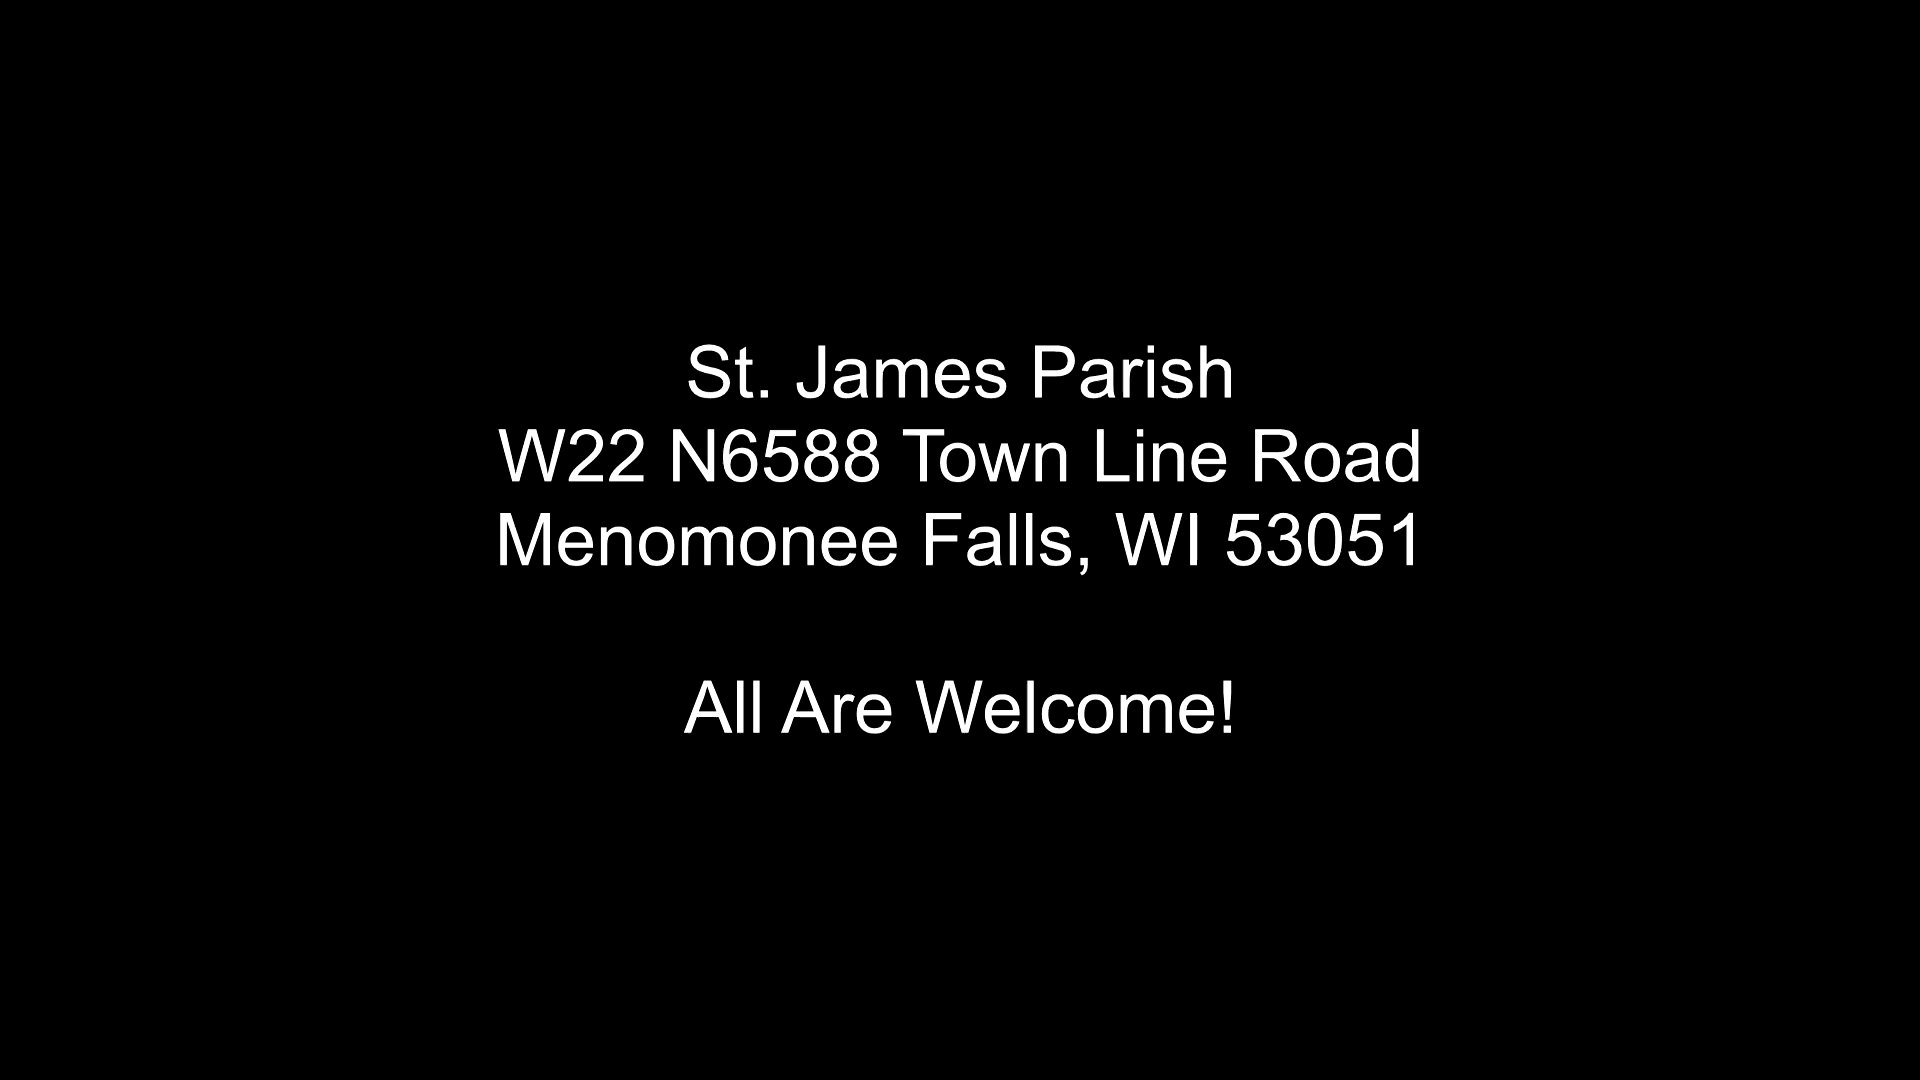 St. James Parish
W22 N6588 Town Line Road
Menomonee Falls, WI 53051
All Are Welcome!